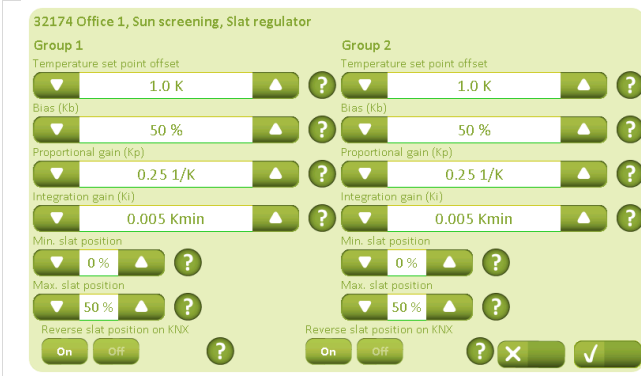 32174 Office 1, Sun screening, Slat regulator
Group 1 Group 2
Temperature set point offset Temperature set point offset
1.0 K ? 1.0 K ?
Bias (Kb) Bias (Kb)
50 % ? 50 % ?
Proportional gain (Kp) Proportional gain (Kp)
0.25 1/K ? 0.25 1/K ?
Integration gain (Ki) Integration gain (Ki)
0.005 Kmin ? 0.005 Kmin ?
Min. slat position Min. slat position
0 % ? 0 % ?
Max. slat position Max. slat position
50 % ? 50 % ?
Reverse slat position on KNX Reverse slat position on KNX
On Off ? On Off ?